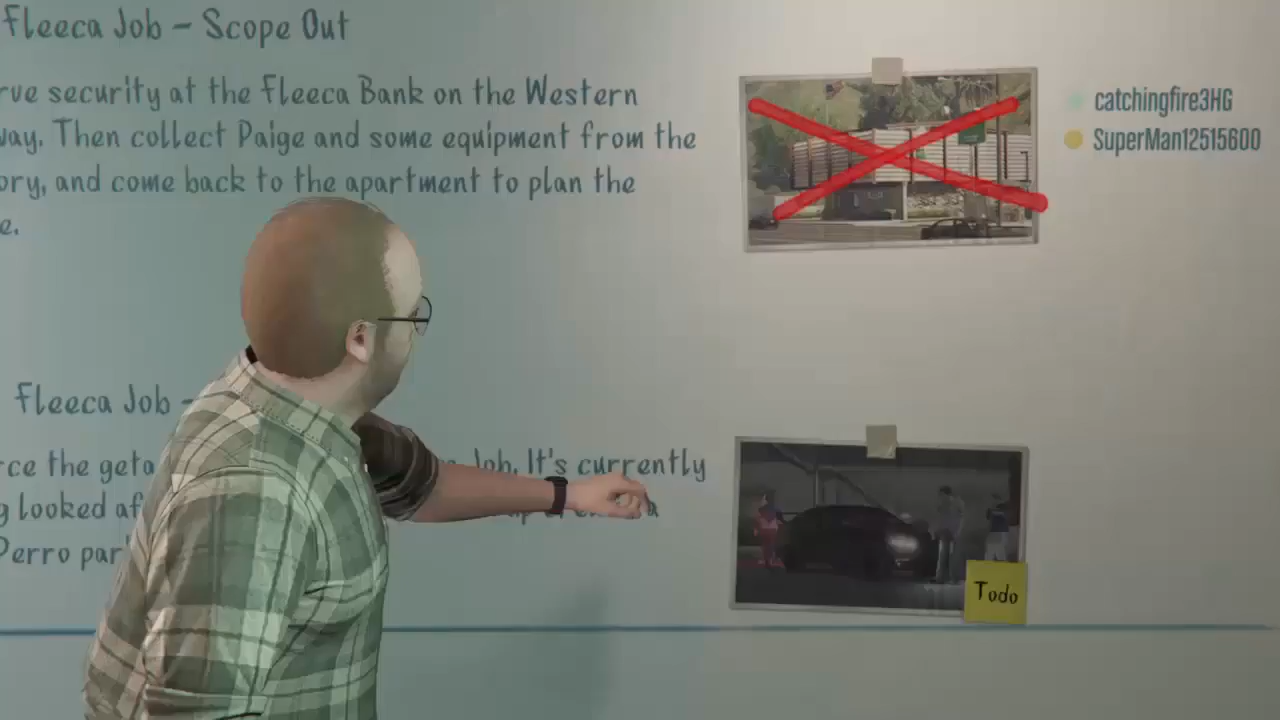 Fleeca Job - Scope Out
rve security at the Fleeca Bank on the Western
way. Then collect Paige and some equipment from the
ory, and come back to the apartment to plan the
e.
catchingfire3HG
SuperMan12515600
Fleeca Job -
rce the geta Job. It's currently
g looked af
Perro par
Todo